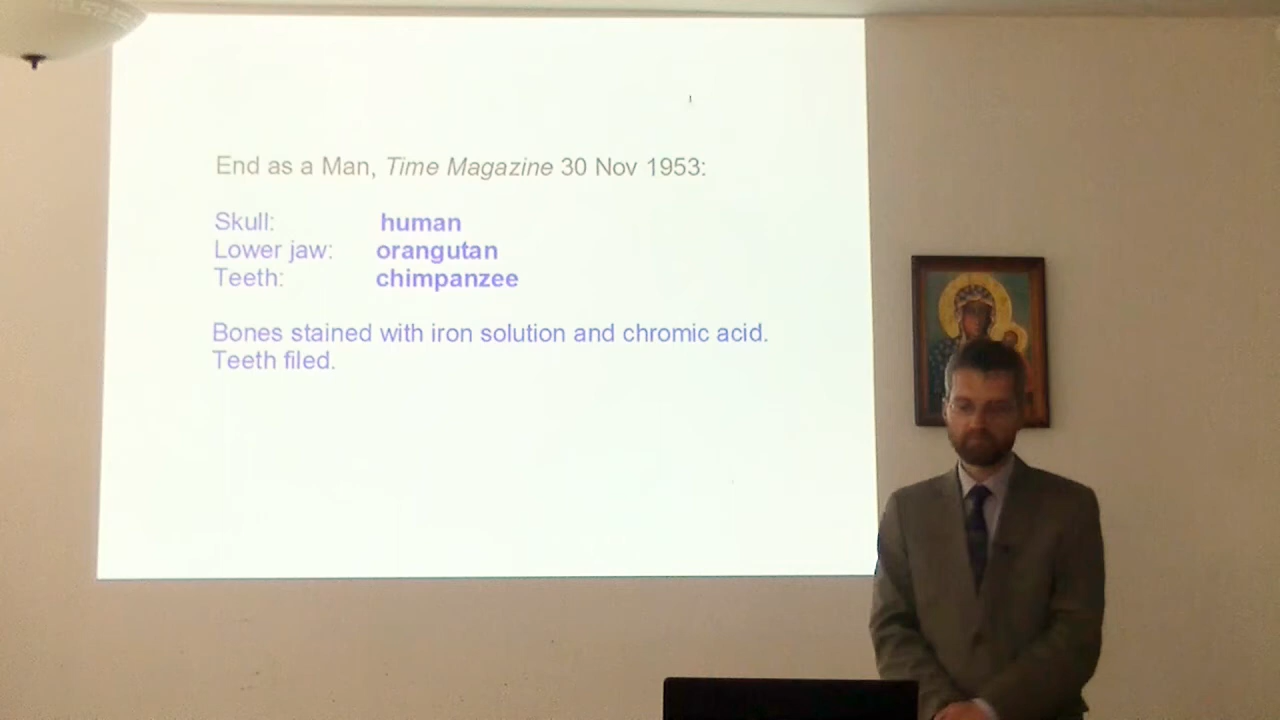 End as a Man, Time Magazine 30 Nov 1953:
Skull: human
Lower jaw: orangutan
Teeth: chimpanzee
Bones stained with iron solution and chromic acid.
Teeth filed.